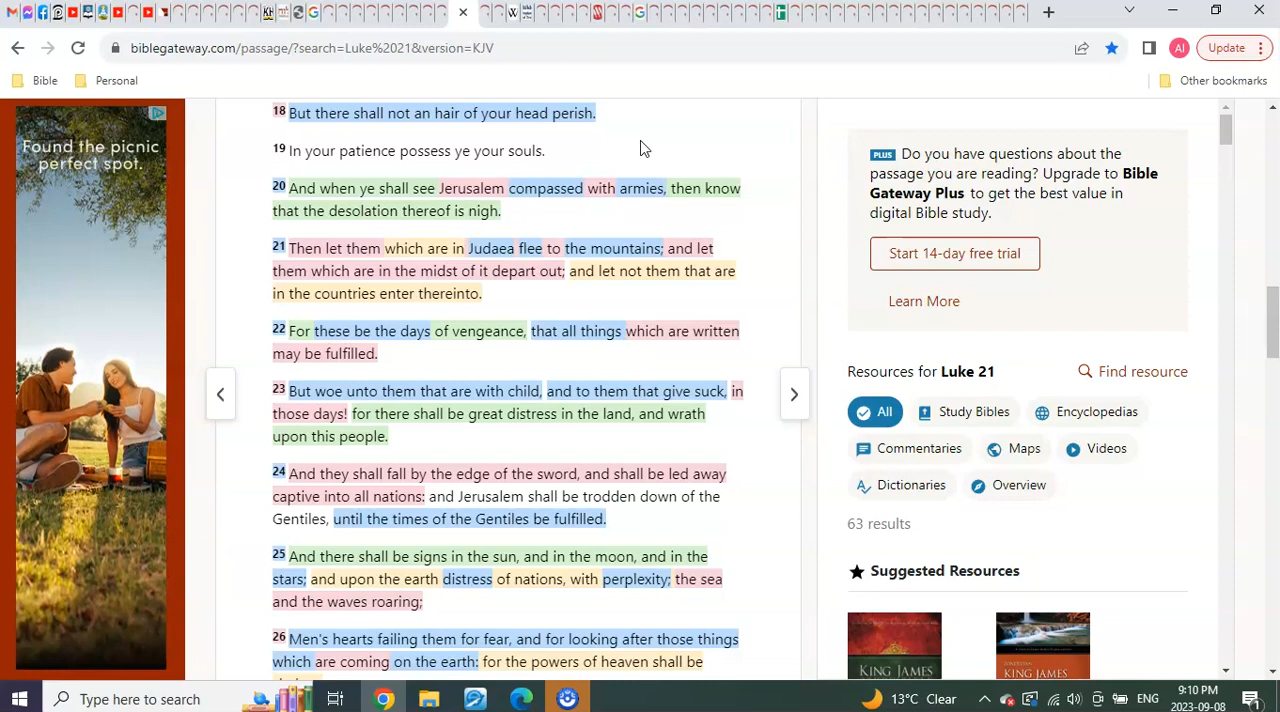 biblegateway.com/passage/?search=Luke%2021&version=KJV
Update
Bible
Personal
Other bookmarks
Found the picnic
perfect spot.
18 But there shall not an hair of your head perish.
19 In your patience possess ye your souls.
20 And when ye shall see Jerusalem compassed with armies, then know
that the desolation thereof is nigh.
21 Then let them which are in Judaea flee to the mountains; and let
them which are in the midst of it depart out; and let not them that are
in the countries enter thereinto.
22 For these be the days of vengeance, that all things which are written
may be fulfilled.
23 But woe unto them that are with child, and to them that give suck, in
those days! for there shall be great distress in the land, and wrath
upon this people.
24 And they shall fall by the edge of the sword, and shall be led away
captive into all nations: and Jerusalem shall be trodden down of the
Gentiles, until the times of the Gentiles be fulfilled.
25 And there shall be signs in the sun, and in the moon, and in the
stars; and upon the earth distress of nations, with perplexity; the sea
and the waves roaring;
26 Men's hearts failing them for fear, and for looking after those things
which are coming on the earth: for the powers of heaven shall be
PLUS Do you have questions about the
passage you are reading? Upgrade to Bible
Gateway Plus to get the best value in
digital Bible study.
Start 14-day free trial
Learn More
Resources for Luke 21
Find resource
All
Study Bibles
Encyclopedias
Commentaries
Maps
Videos
Dictionaries
Overview
63 results
Suggested Resources
KING JAMES
KING JAMES
Type here to search
13°C Clear
ENG
9:10 PM
2023-09-08